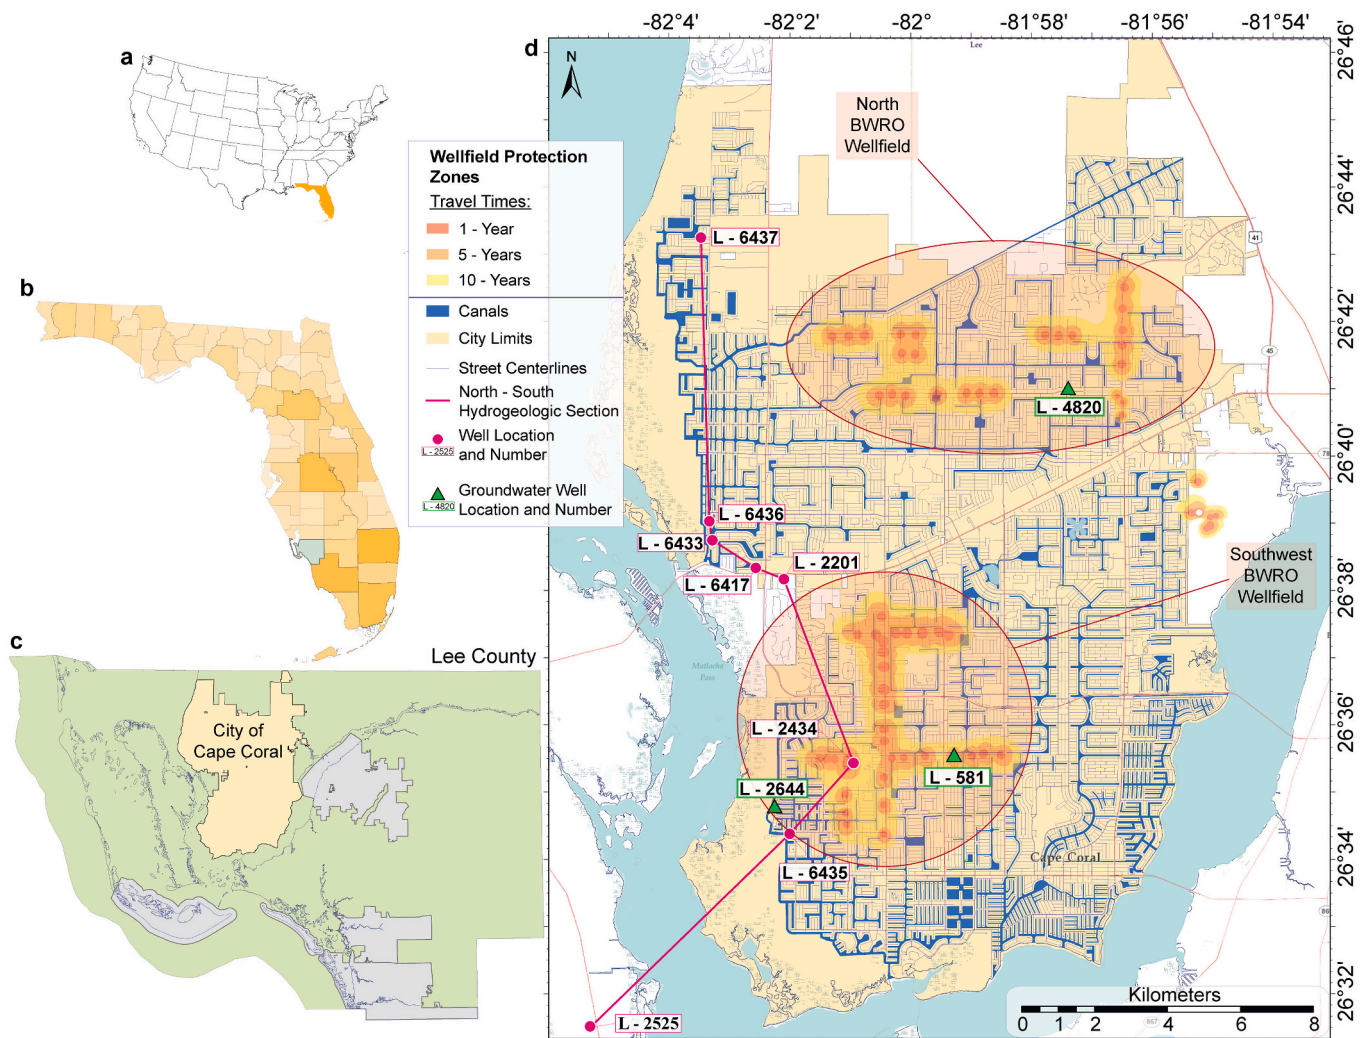 a
b
c
d
-82°4'
-82°2'
-82°
-81°58'
-81°56'
-81°54'
26°46'
26°44'
26°42'
26°40'
26°38'
26°36'
26°34'
26°32'
N
Lee
Wellfield Protection
Zones
Travel Times:
1 - Year
5 - Years
10 - Years
Canals
City Limits
Street Centerlines
North - South
Hydrogeologic Section
Well Location
and Number
L - 2525
Groundwater Well
Location and Number
L - 4820
Lee County
City of
Cape Coral
North
BWRO
Wellfield
Southwest
BWRO
Wellfield
L - 6437
L - 4820
L - 6436
L - 6433
L - 2201
L - 6417
L - 2434
L - 581
L - 2644
L - 6435
L - 2525
Matlacha
Pass
Cape Coral
41
45
78
867
Kilometers
0 1 2 4 6 8